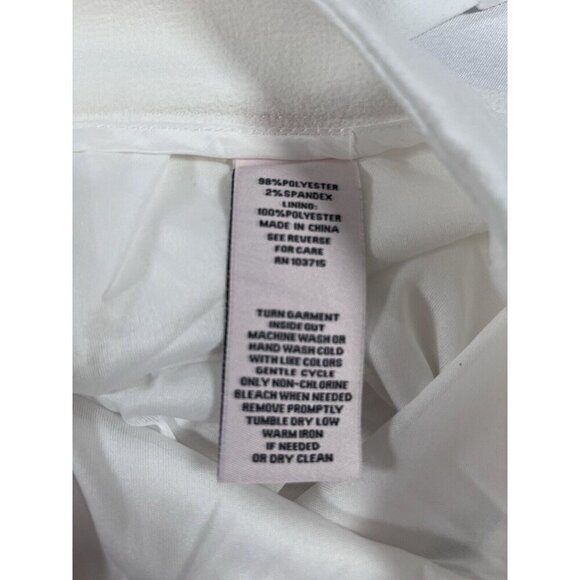 98%POLYESTER
2%SPANDEX
LINING:
100%POLYESTER
MADE IN CHINA
SEE REVERSE
FOR CARE
RN 103715
TURN GARMENT
INSIDE OUT
MACHINE WASH OR
HAND WASH COLD
WITH LIKE COLORS
GENTLE CYCLE
ONLY NON-CHLORINE
BLEACH WHEN NEEDED
REMOVE PROMPTLY
TUMBLE DRY LOW
WARM IRON
IF NEEDED
OR DRY CLEAN